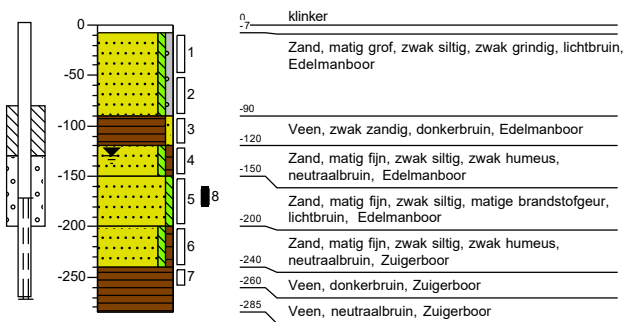 0
-50
-100
-150
-200
-250
1
2
3
4
5
8
6
7
0 klinker
-7
Zand, matig grof, zwak siltig, zwak grindig, lichtbruin,
Edelmanboor
-90
Veen, zwak zandig, donkerbruin, Edelmanboor
-120
Zand, matig fijn, zwak siltig, zwak humeus,
neutraalbruin, Edelmanboor
-150
Zand, matig fijn, zwak siltig, matige brandstofgeur,
lichtbruin, Edelmanboor
-200
Zand, matig fijn, zwak siltig, zwak humeus,
neutraalbruin, Zuigerboor
-240
Veen, donkerbruin, Zuigerboor
-260
Veen, neutraalbruin, Zuigerboor
-285